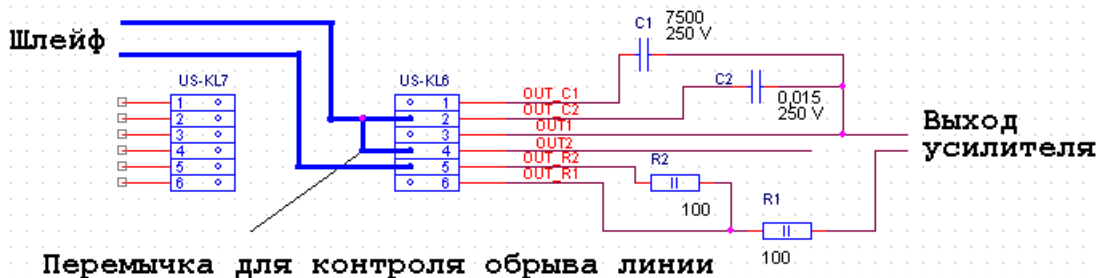 Шлейф
US-KL7
1
2
3
4
5
6
US-KL6
1
2
3
4
5
6
OUT_C1
OUT_C2
OUT1
OUT2
OUT_R2
OUT_R1
C1
7500
250 V
C2
0,015
250 V
R2
100
R1
100
Выход
усилителя
Перемычка для контроля обрыва линии